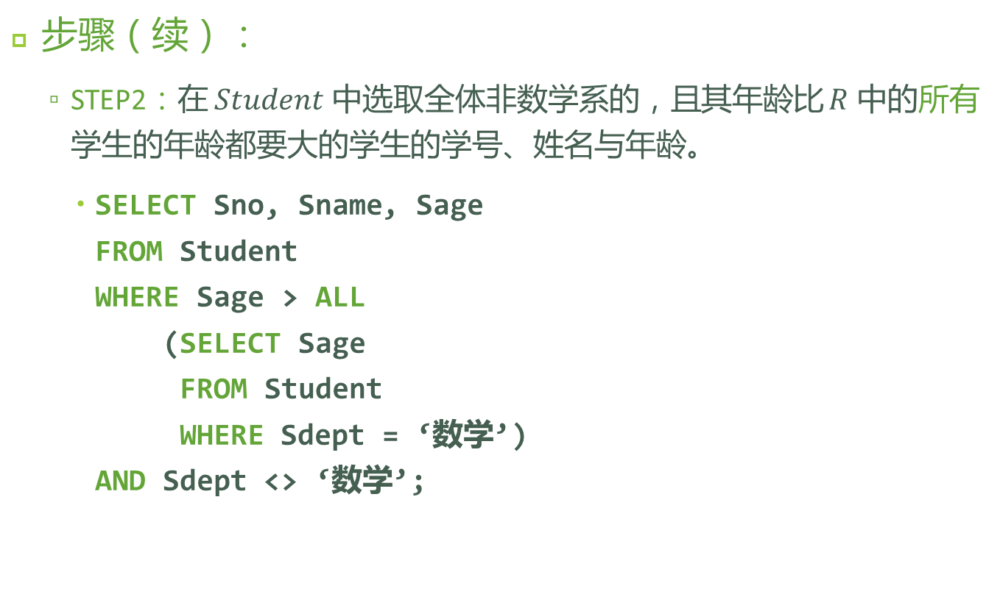 步骤（续）：
STEP2：在 Student 中选取全体非数学系的，且其年龄比 R 中的所有
学生的年龄都要大的学生的学号、姓名与年龄。
SELECT Sno, Sname, Sage
FROM Student
WHERE Sage > ALL
(SELECT Sage
FROM Student
WHERE Sdept = ‘数学’)
AND Sdept <> ‘数学’;